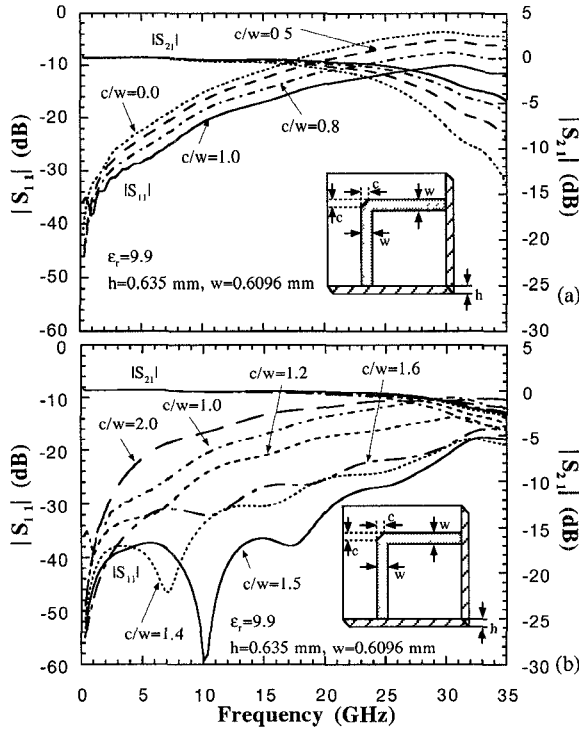 0
-10
-20
-30
-40
-50
-60
|S11| (dB)
5
0
-5
-10
-15
-20
-25
-30
|S21| (dB)
|S21|
c/w=0 5
c/w=0.0
c/w=0.8
c/w=1.0
|S11|
εr=9.9
h=0.635 mm, w=0.6096 mm
c
w
c
w
h
(a)
0
-10
-20
-30
-40
-50
-60
|S11| (dB)
5
0
-5
-10
-15
-20
-25
-30
|S21| (dB)
|S21|
c/w=1.2
c/w=1.6
c/w=1.0
c/w=2.0
|S11|
c/w=1.5
c/w=1.4
εr=9.9
h=0.635 mm, w=0.6096 mm
c
w
c
w
h
(b)
0 5 10 15 20 25 30 35
Frequency (GHz)